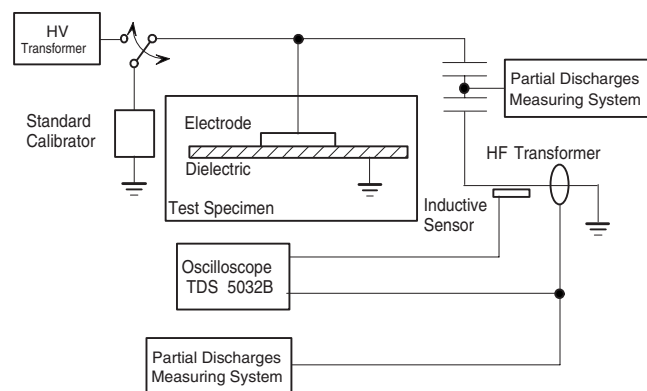 HV
Transformer
Standard
Calibrator
Electrode
Dielectric
Test Specimen
Partial Discharges
Measuring System
HF Transformer
Inductive
Sensor
Oscilloscope
TDS 5032B
Partial Discharges
Measuring System